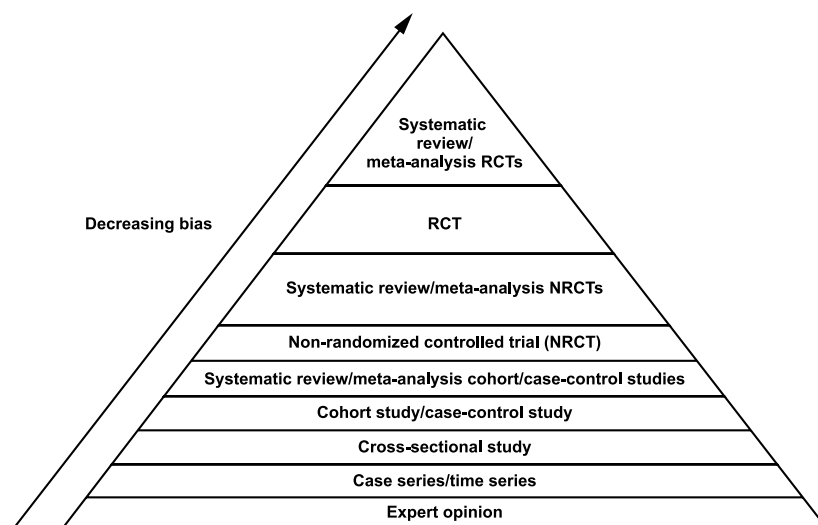 Systematic
review/
meta-analysis RCTs
Decreasing bias
RCT
Systematic review/meta-analysis NRCTs
Non-randomized controlled trial (NRCT)
Systematic review/meta-analysis cohort/case-control studies
Cohort study/case-control study
Cross-sectional study
Case series/time series
Expert opinion